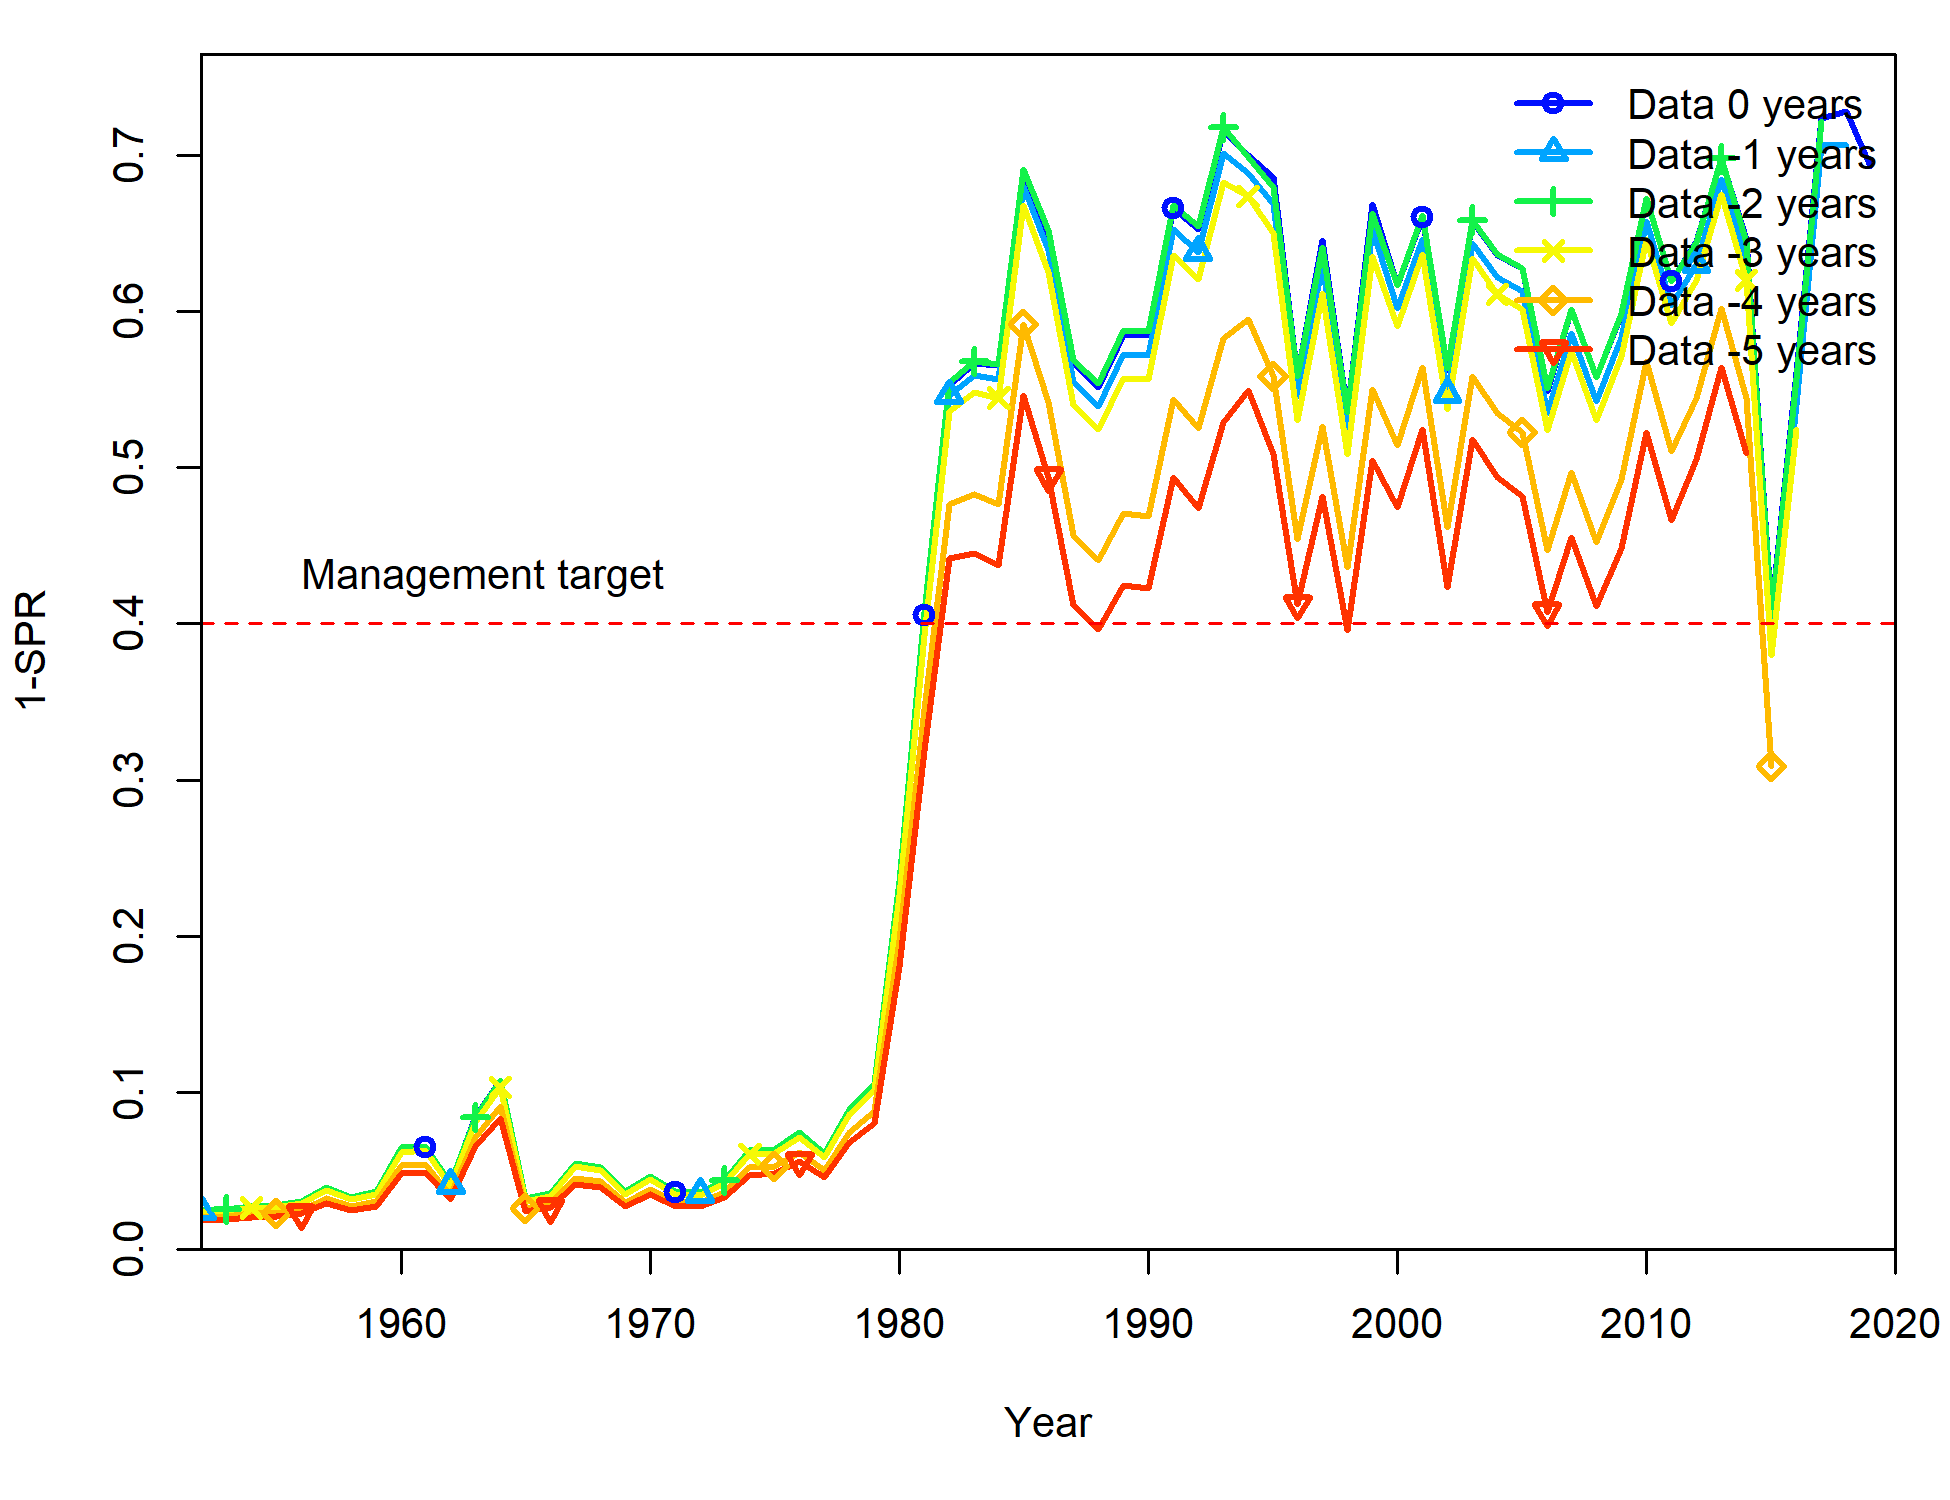 Data 0 years
Data -1 years
Data -2 years
Data -3 years
Data -4 years
Data -5 years
Management target
1-SPR
0.7
0.6
0.5
0.4
0.3
0.2
0.1
0.0
1960 1970 1980 1990 2000 2010 2020
Year